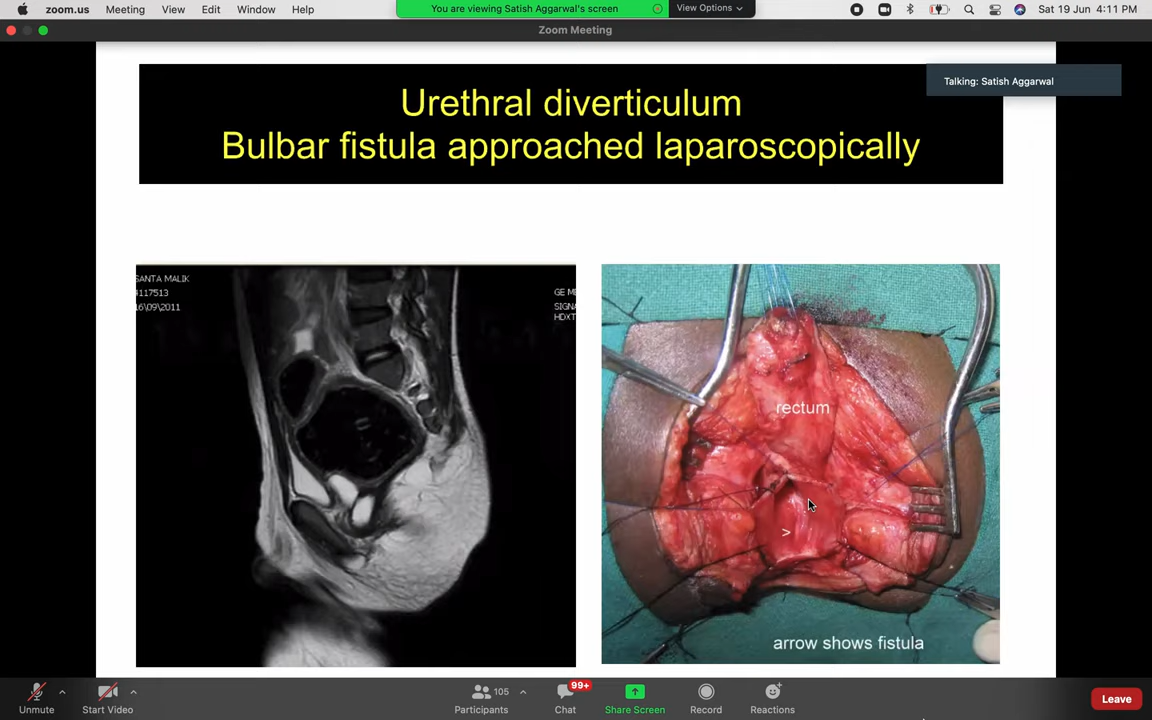 zoom.us Meeting View Edit Window Help
You are viewing Satish Aggarwal's screen
View Options
Sat 19 Jun 4:11 PM
Zoom Meeting
Talking: Satish Aggarwal
Urethral diverticulum
Bulbar fistula approached laparoscopically
SANTA MALIK
4117513
16\09\2011
GE ME
SIGNA
HDXT
rectum
>
arrow shows fistula
Unmute
Start Video
105
Participants
99+
Chat
Share Screen
Record
Reactions
Leave